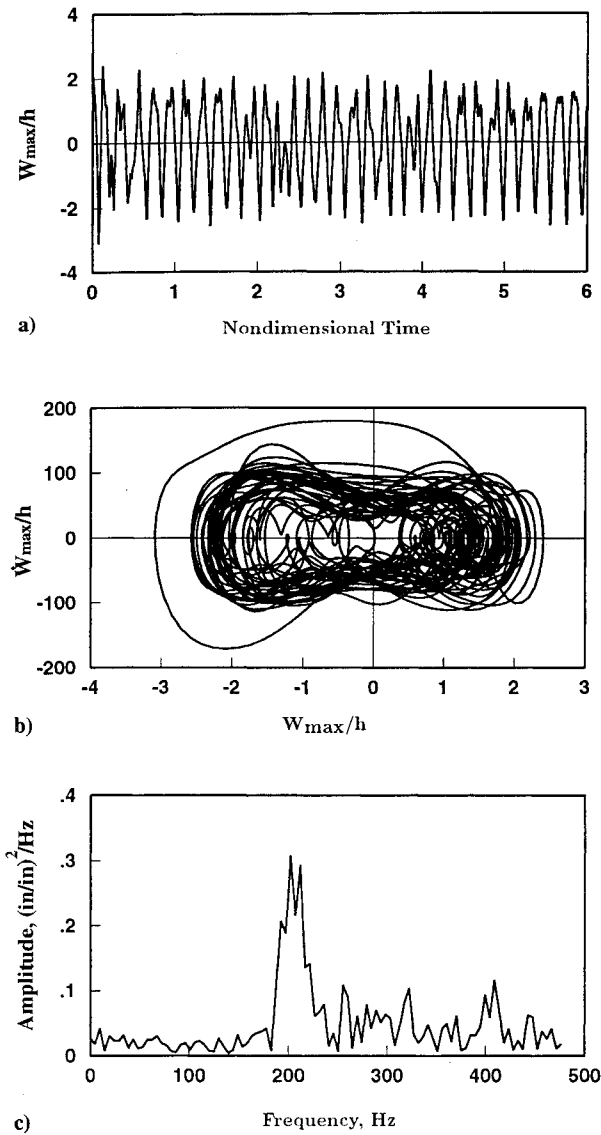 4
2
0
-2
-4
Wmax/h
0 1 2 3 4 5 6
a) Nondimensional Time
200
100
0
-100
-200
Ẇmax/h
-4 -3 -2 -1 0 1 2 3
b) Wmax/h
.4
.3
.2
.1
0
Amplitude, (in/in)²/Hz
0 100 200 300 400 500
c) Frequency, Hz